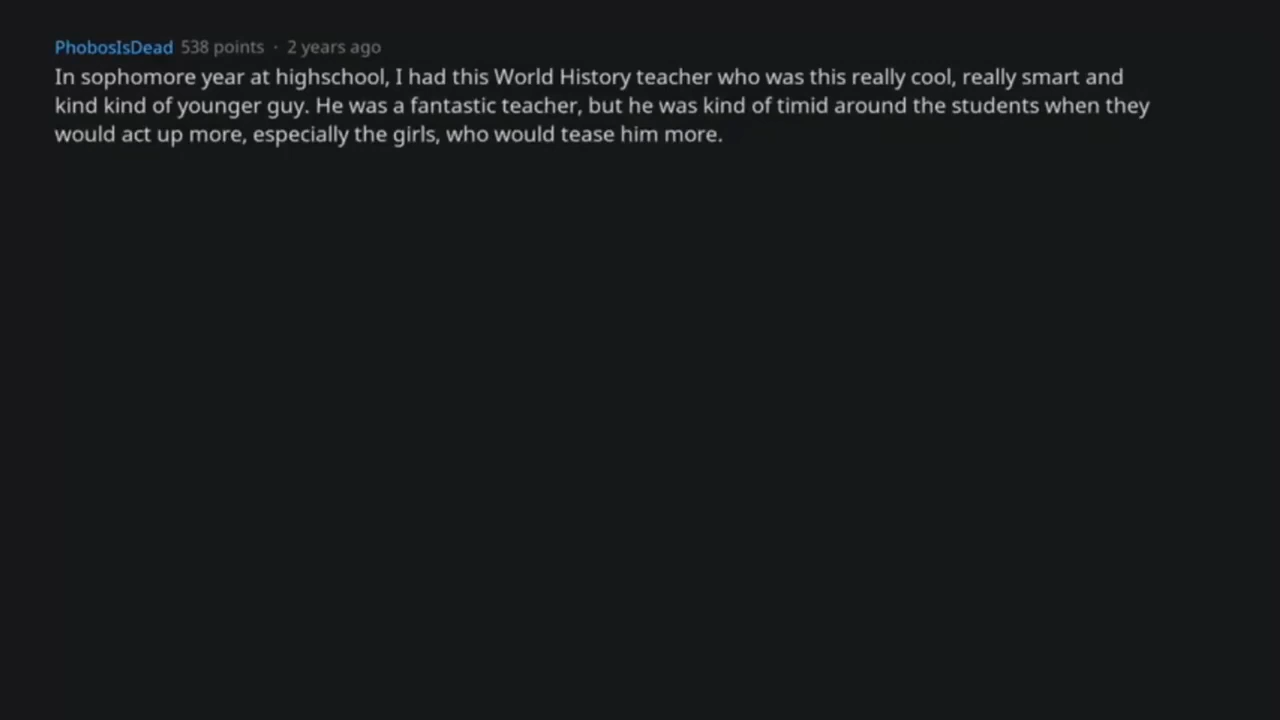 PhobosIsDead 538 points · 2 years ago
In sophomore year at highschool, I had this World History teacher who was this really cool, really smart and
kind kind of younger guy. He was a fantastic teacher, but he was kind of timid around the students when they
would act up more, especially the girls, who would tease him more.